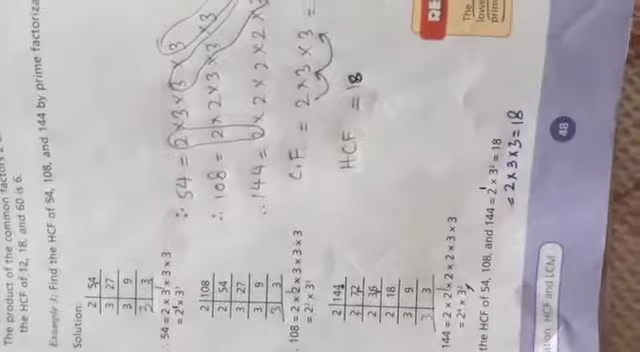 The product of the common factors
the HCF of 12, 18, and 60 is 6.
Example 3: Find the HCF of 54, 108, and 144 by prime factoriza
Solution:
2 54
3 27
3 9
3 3
∴ 54 = 2 × 3 × 3 × 3
= 2¹ × 3³
2 108
2 54
3 27
3 9
3 3
108 = 2 × 2 × 3 × 3 × 3
= 2² × 3³
2 144
2 72
2 36
2 18
3 9
3 3
144 = 2 × 2 × 2 × 2 × 3 × 3
= 2⁴ × 3²
the HCF of 54, 108, and 144 = 2 × 3² = 18
= 2 × 3 × 3 = 18
∴ 54 = 2×3×3×3
∴ 108 = 2×2×3×3×3
∴ 144 = 2×2×2×2×
C.F = 2×3×3 =
HCF = 18
RE
The
lowe
prim
48
HCF and LCM